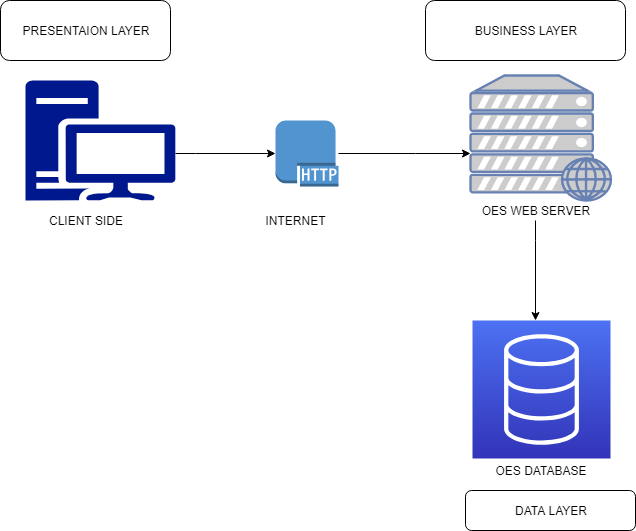 PRESENTAION LAYER
BUSINESS LAYER
HTTP
CLIENT SIDE
INTERNET
OES WEB SERVER
OES DATABASE
DATA LAYER